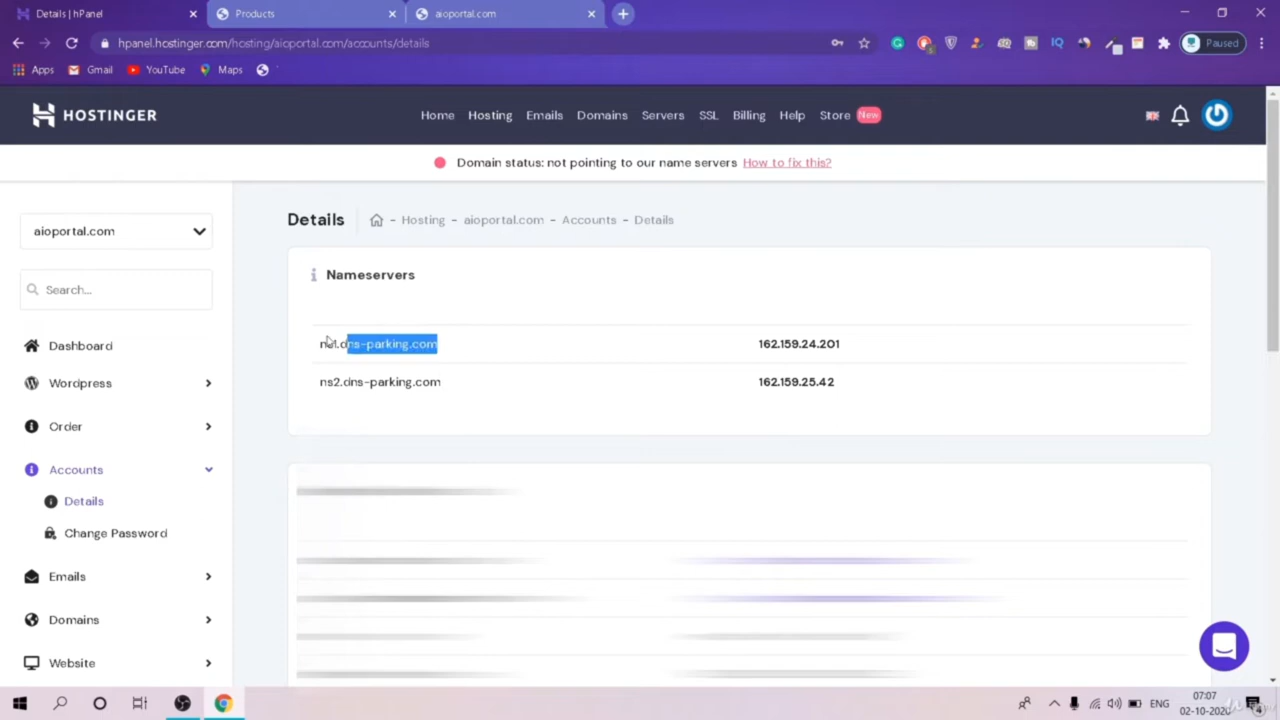 Details | hPanel
Products
aioportal.com
hpanel.hostinger.com/hosting/aioportal.com/accounts/details
Paused
Apps
Gmail
YouTube
Maps
HOSTINGER
Home
Hosting
Emails
Domains
Servers
SSL
Billing
Help
Store
New
Domain status: not pointing to our name servers How to fix this?
aioportal.com
Details
- Hosting - aioportal.com - Accounts - Details
Search...
Nameservers
ns1.dns-parking.com
162.159.24.201
ns2.dns-parking.com
162.159.25.42
Dashboard
Wordpress
Order
Accounts
Details
Change Password
Emails
Domains
Website
ENG
07:07
02-10-2020